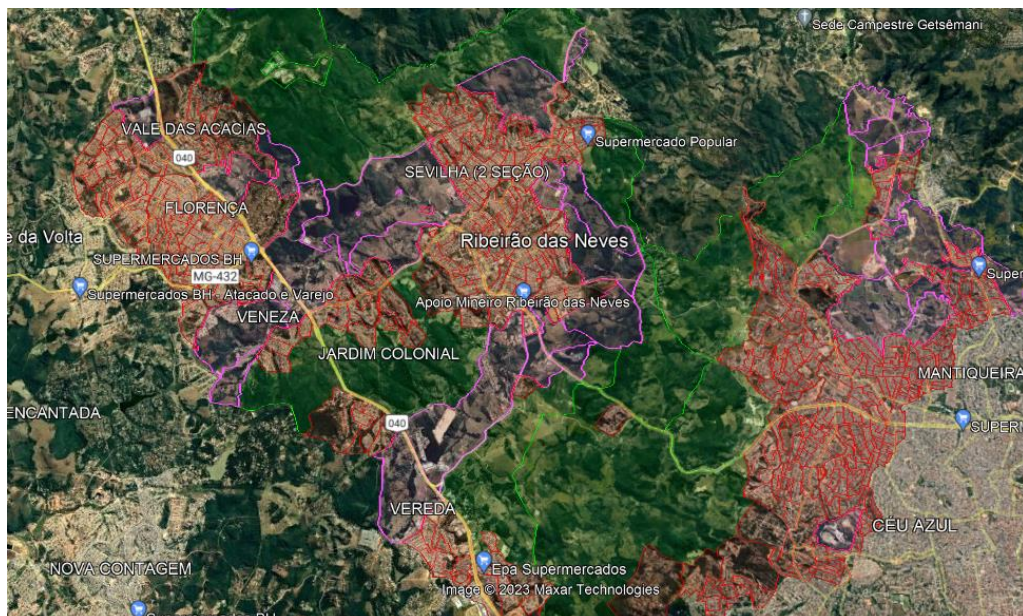 Sede Campestre Getsêmani
VALE DAS ACACIAS
040
Supermercado Popular
SEVILHA (2 SEÇÃO)
FLORENÇA
e da Volta
Ribeirão das Neves
SUPERMERCADOS BH
MG-432
Super
Supermercados BH - Atacado e Varejo
Apoio Mineiro Ribeirão das Neves
VENEZA
JARDIM COLONIAL
MANTIQUEIRA
ENCANTADA
040
SUPERM
VEREDA
CÉU AZUL
NOVA CONTAGEM
Epa Supermercados
Image © 2023 Maxar Technologies